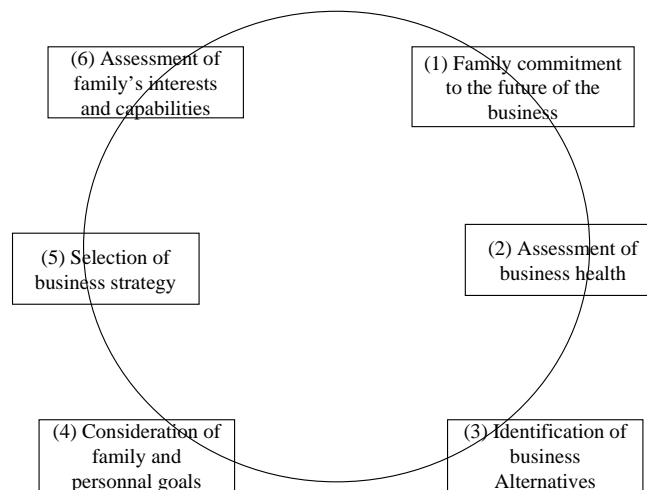 (1) Family commitment
to the future of the
business
(2) Assessment of
business health
(3) Identification of
business
Alternatives
(4) Consideration of
family and
personnal goals
(5) Selection of
business strategy
(6) Assessment of
family’s interests
and capabilities